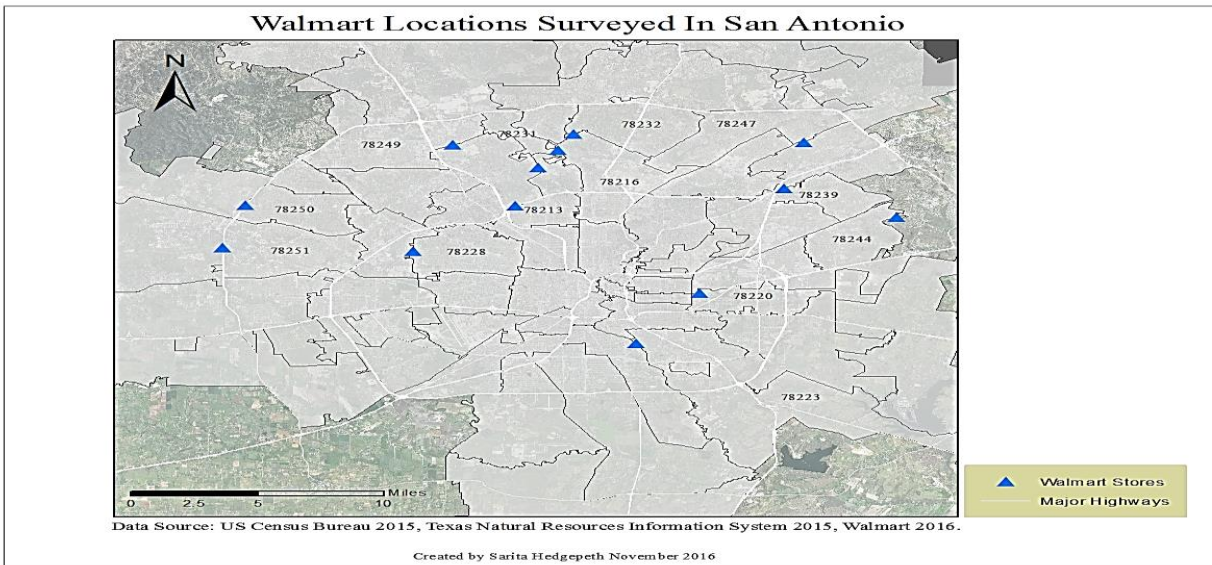 Walmart Locations Surveyed In San Antonio
N
78231
78232
78247
78249
78216
78239
78250
78213
78244
78251
78228
78220
78223
Miles
0 2.5 5 10
Walmart Stores
Major Highways
Data Source: US Census Bureau 2015, Texas Natural Resources Information System 2015, Walmart 2016.
Created by Sarita Hedgepeth November 2016